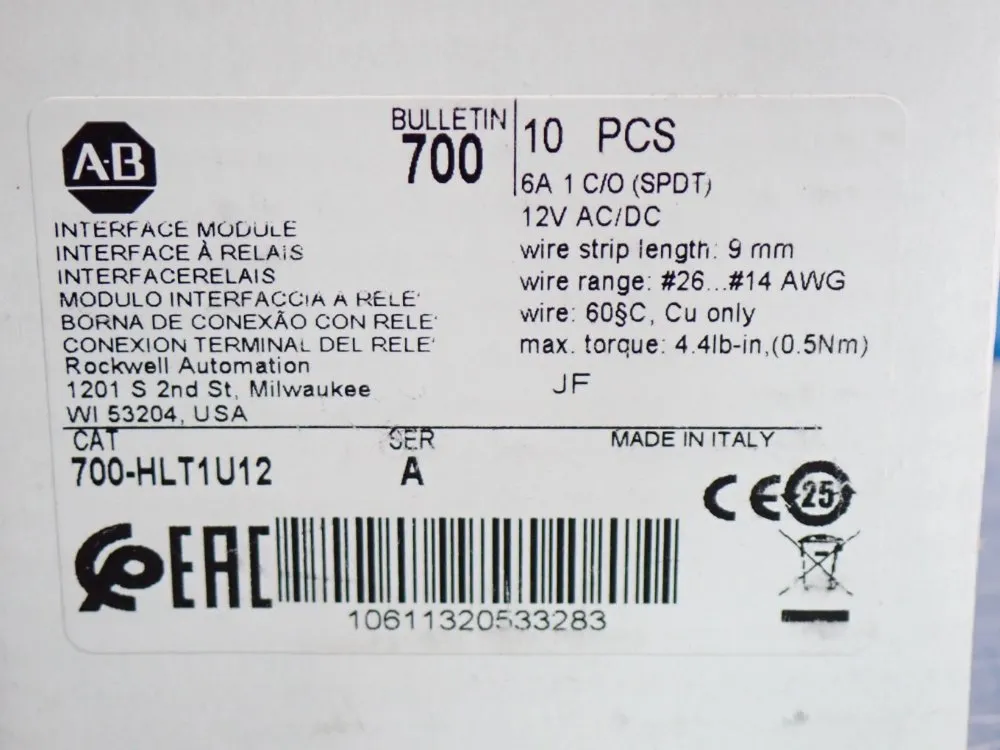 A-B
BULLETIN
700
10 PCS
6A 1 C/O (SPDT)
12V AC/DC
wire strip length: 9 mm
wire range: #26...#14 AWG
wire: 60§C, Cu only
max. torque: 4.4lb-in,(0.5Nm)
JF
INTERFACE MODULE
INTERFACE À RELAIS
INTERFACERELAIS
MODULO INTERFACCIA A RELE'
BORNA DE CONEXÃO CON RELE'
CONEXION TERMINAL DEL RELE'
Rockwell Automation
1201 S 2nd St, Milwaukee
WI 53204, USA
CAT
SER
MADE IN ITALY
700-HLT1U12
A
CE
25
EAC
10611320533283